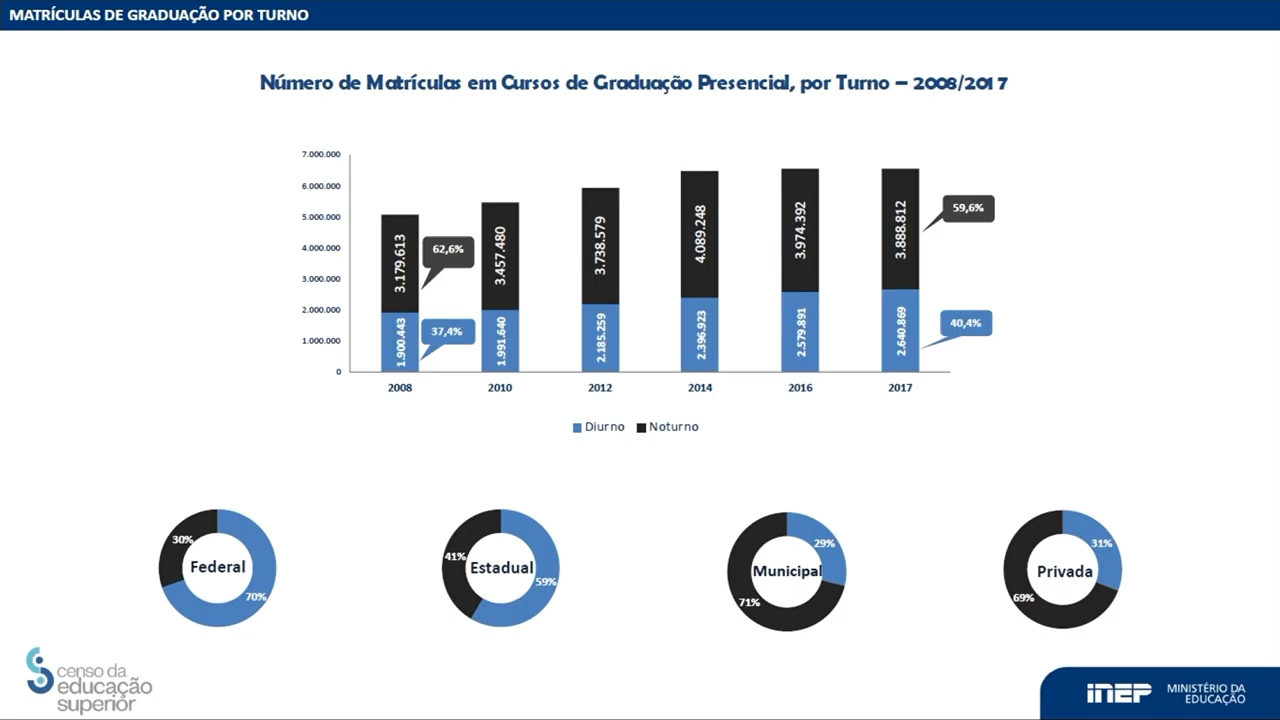 MATRÍCULAS DE GRADUAÇÃO POR TURNO
Número de Matrículas em Cursos de Graduação Presencial, por Turno – 2008/2017
7.000.000
6.000.000
5.000.000
4.000.000
3.000.000
2.000.000
1.000.000
0
3.179.613
1.900.443
62,6%
37,4%
3.457.480
1.991.640
3.738.579
2.185.259
4.089.248
2.396.923
3.974.392
2.579.891
3.888.812
2.640.869
59,6%
40,4%
2008
2010
2012
2014
2016
2017
Diurno
Noturno
30%
Federal
70%
41%
Estadual
59%
29%
Municipal
71%
31%
Privada
69%
censo da
educação
superior
INEP
MINISTÉRIO DA
EDUCAÇÃO